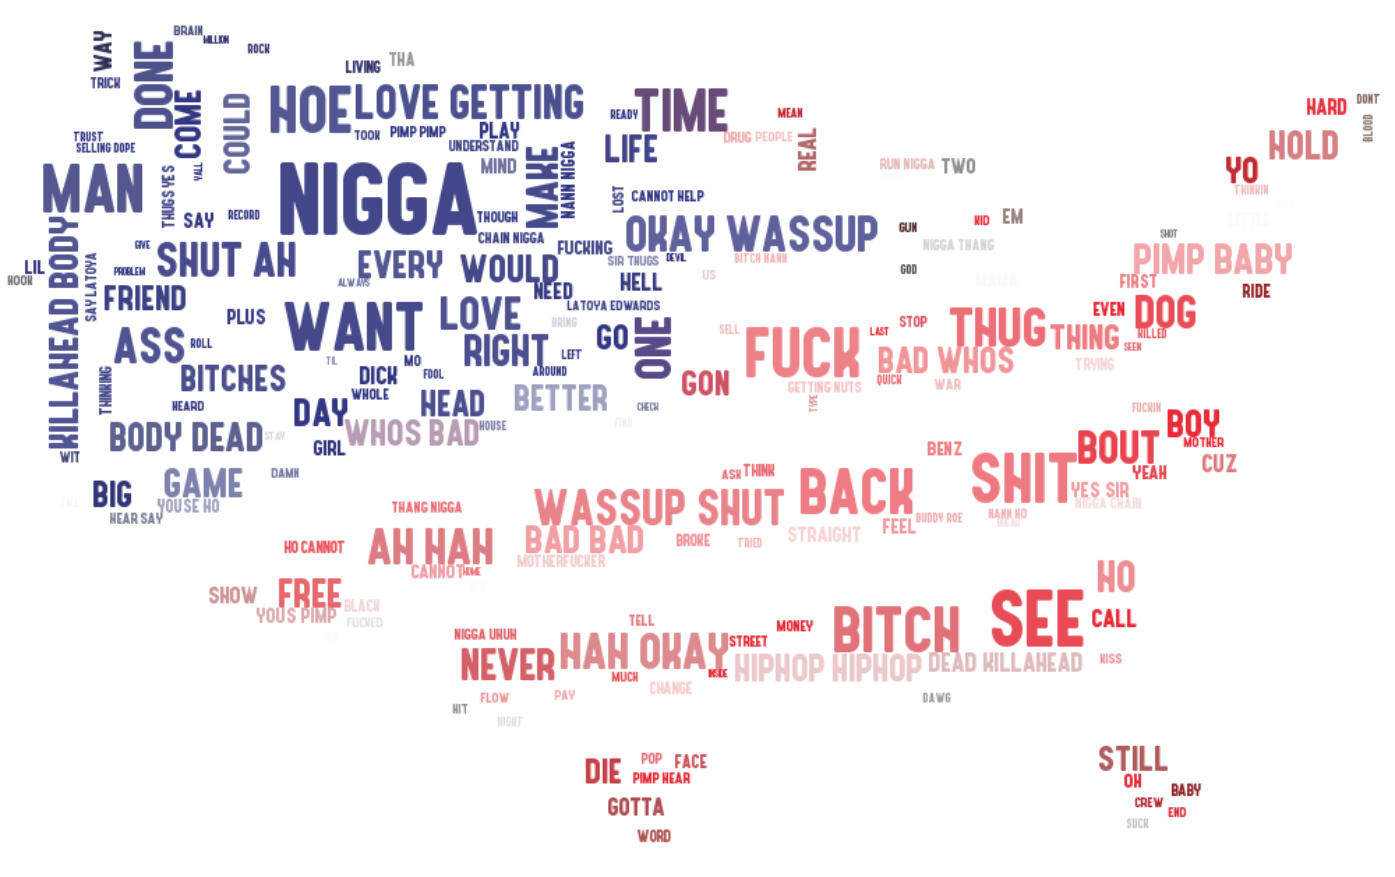 BRAIN
MILLION
WAY
ROCK
DONE
LIVING
THA
TRICK
COME
COULD
HOE
LOVE GETTING
TIME
READY
MEAN
HARD
DONT
BLOOD
TRUST
SELLING DOPE
TOOK
PIMP PIMP
PLAY
UNDERSTAND
LIFE
DRUG
PEOPLE
REAL
HOLD
MAN
YALL
THUGS YES
NIGGA
MIND
MAKE
NANN NIGGA
RUN NIGGA
TWO
YO
THINKIN
LITTLE
SAY
RECORD
THOUGH
LOST
CANNOT HELP
KID
EM
GUN
CHAIN NIGGA
FUCKING
OKAY WASSUP
NIGGA THANG
SHOT
GIVE
SHUT AH
EVERY
WOULD
SIR THUGS
DEVIL
BITCH NANN
PIMP BABY
LIL
HOOK
PROBLEM
SAY LATOYA
KILLAHEAD BODY
ALWAYS
NEED
HELL
US
GOD
MAMA
FIRST
RIDE
FRIEND
PLUS
WANT
LOVE
LATOYA EDWARDS
BRING
EVEN
DOG
ASS
ROLL
RIGHT
LEFT
GO
ONE
SELL
FUCK
LAST
STOP
THUG
THING
KILLED
SEEN
TIL
MO
AROUND
BAD WHOS
TRYING
THINKING
BITCHES
DICK
FOOL
GON
GETTING NUTS
QUICK
WAR
WHOLE
HEAD
BETTER
CHECK
TYPE
HEARD
DAY
FUCKIN
BOY
BODY DEAD
STAY
WHOS BAD
HOUSE
FIND
BENZ
BOUT
MOTHER
WIT
GIRL
CUZ
BIG
GAME
DAMN
ASK
THINK
BACK
SHIT
YEAH
TALL
YOUSE HO
YES SIR
NIGGA CHAIN
HEAR SAY
THANG NIGGA
WASSUP SHUT
FEEL
BUDDY ROE
NANN HO
HO CANNOT
AH HAH
BAD BAD
BROKE
TRIED
STRAIGHT
CANNOT
HOME
MOTHERFUCKER
HO
SHOW
FREE
BLACK
YOUS PIMP
FUCKED
SEE
CALL
NIGGA UHUH
TELL
STREET
MONEY
BITCH
NEVER
HAH OKAY
INSIDE
HIPHOP HIPHOP
DEAD KILLAHEAD
KISS
MUCH
CHANGE
FLOW
PAY
DAWG
HIT
NIGHT
DIE
POP
FACE
PIMP HEAR
STILL
OH
BABY
GOTTA
CREW
END
WORD
SUCK